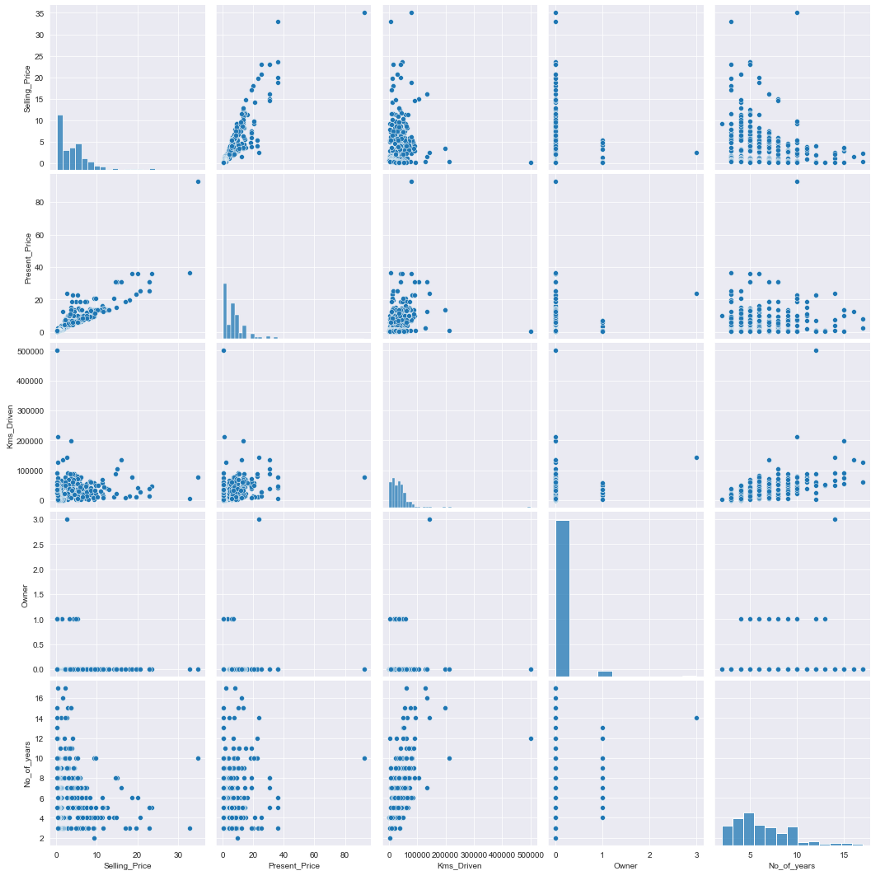 35
30
25
20
15
10
5
0
Selling_Price
80
60
40
20
0
Present_Price
500000
400000
300000
200000
100000
0
Kms_Driven
3.0
2.5
2.0
1.5
1.0
0.5
0.0
Owner
16
14
12
10
8
6
4
2
No_of_years
0 10 20 30
Selling_Price
0 20 40 60 80
Present_Price
0 100000 200000 300000 400000 500000
Kms_Driven
0 1 2 3
Owner
5 10 15
No_of_years